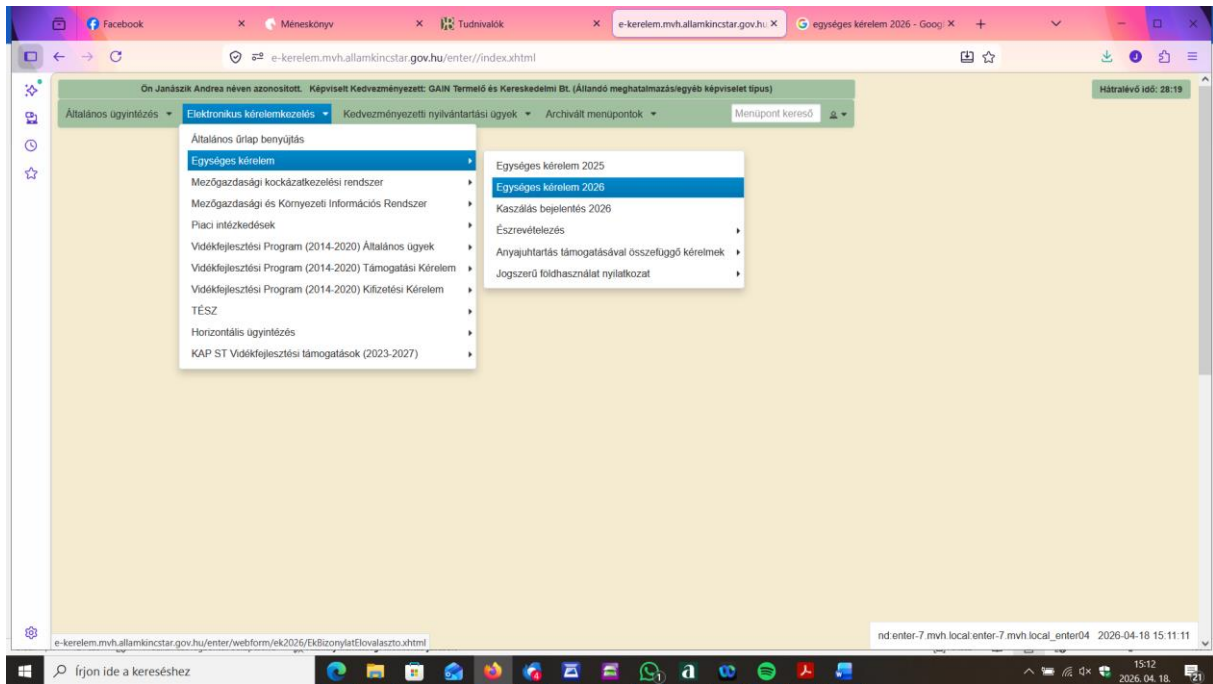 Facebook
Méneskönyv
Tudnivalók
e-kerelem.mvh.allamkincstar.gov.hu
egységes kérelem 2026 - Googl
e-kerelem.mvh.allamkincstar.gov.hu/enter//index.xhtml
Ön Janászik Andrea néven azonosított. Képviselt Kedvezményezett: GAIN Termelő és Kereskedelmi Bt. (Állandó meghatalmazás/egyéb képviselet típus)
Hátralévő idő: 28:19
Általános ügyintézés Elektronikus kérelemkezelés Kedvezményezetti nyilvántartási ügyek Archivált menüpontok Menüpont kereső
Általános űrlap benyújtás
Egységes kérelem
Mezőgazdasági kockázatkezelési rendszer
Mezőgazdasági és Környezeti Információs Rendszer
Piaci intézkedések
Vidékfejlesztési Program (2014-2020) Általános ügyek
Vidékfejlesztési Program (2014-2020) Támogatási Kérelem
Vidékfejlesztési Program (2014-2020) Kifizetési Kérelem
TÉSZ
Horizontális ügyintézés
KAP ST Vidékfejlesztési támogatások (2023-2027)
Egységes kérelem 2025
Egységes kérelem 2026
Kaszálás bejelentés 2026
Észrevételezés
Anyajuhtartás támogatásával összefüggő kérelmek
Jogszerű földhasználat nyilatkozat
e-kerelem.mvh.allamkincstar.gov.hu/enter/webform/ek2026/EkBizonylatElovalaszto.xhtml
nd:enter-7.mvh.local:enter-7.mvh.local_enter04 2026-04-18 15:11:11
Írjon ide a kereséshez
15:12
2026. 04. 18.